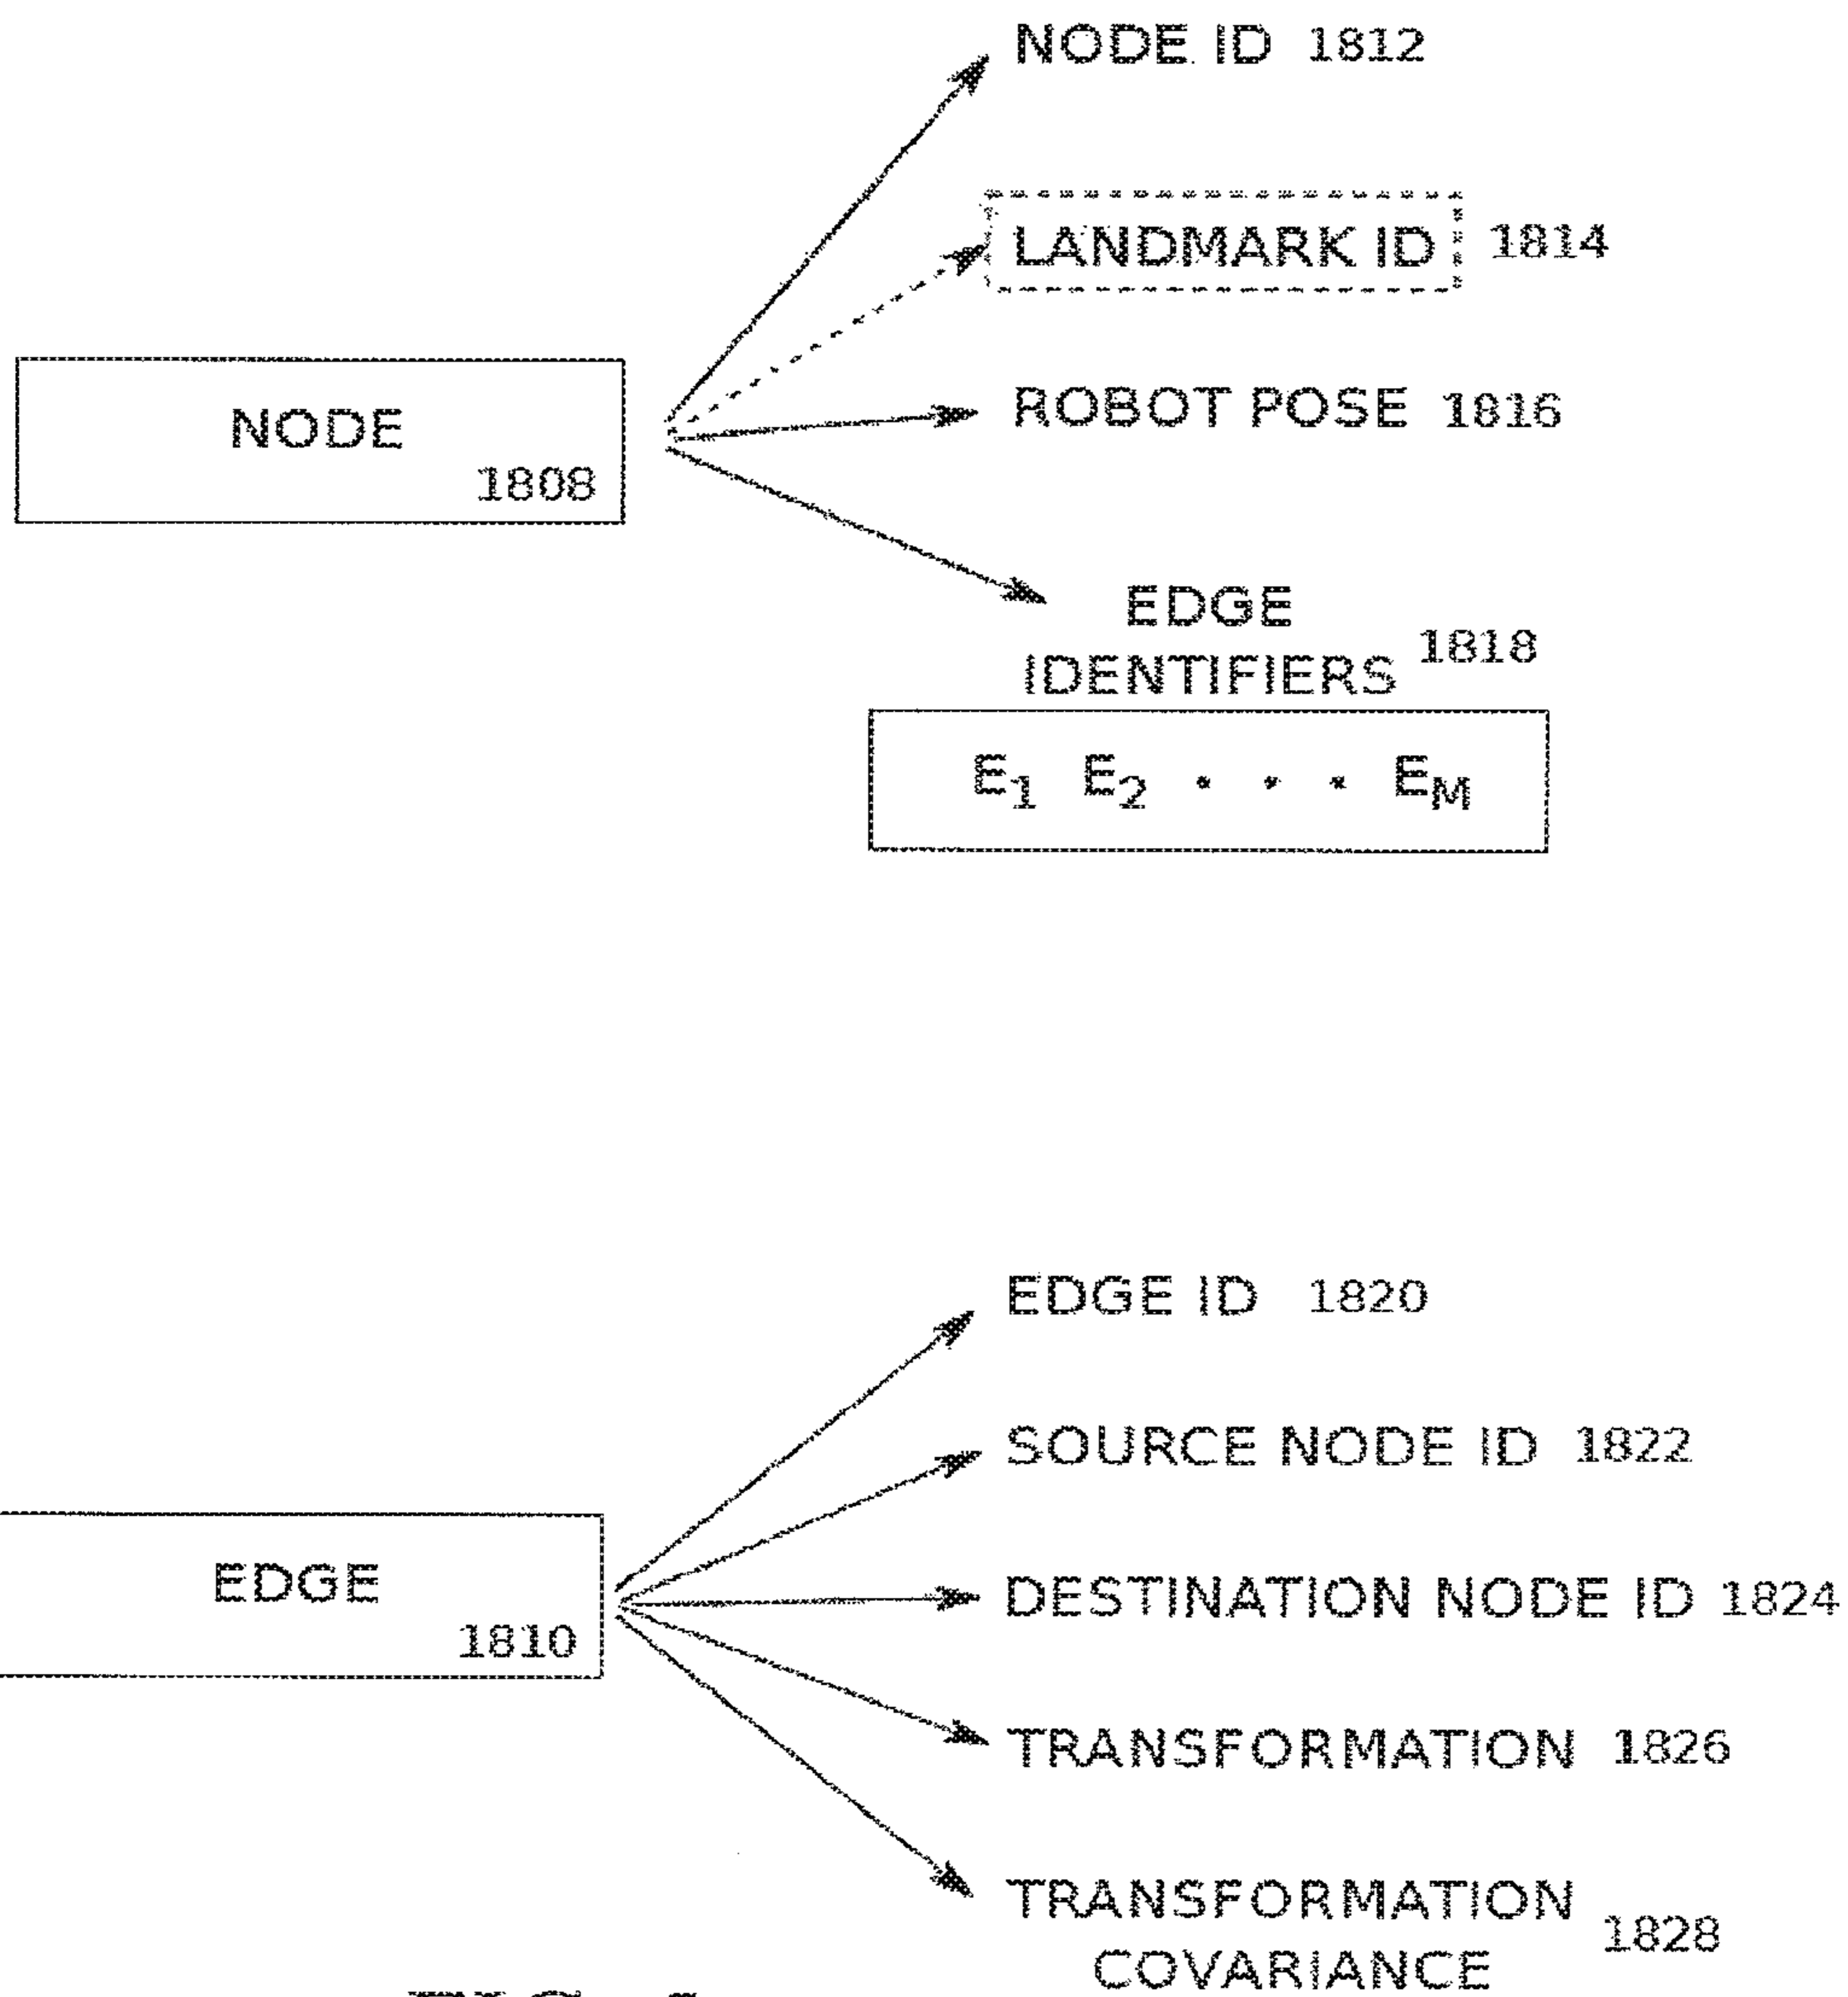 NODE ID 1812
LANDMARK ID 1814
ROBOT POSE 1816
NODE
1808
EDGE
IDENTIFIERS 1818
E1 E2 . . . EM
EDGE ID 1820
SOURCE NODE ID 1822
DESTINATION NODE ID 1824
EDGE
1810
TRANSFORMATION 1826
TRANSFORMATION
COVARIANCE 1828